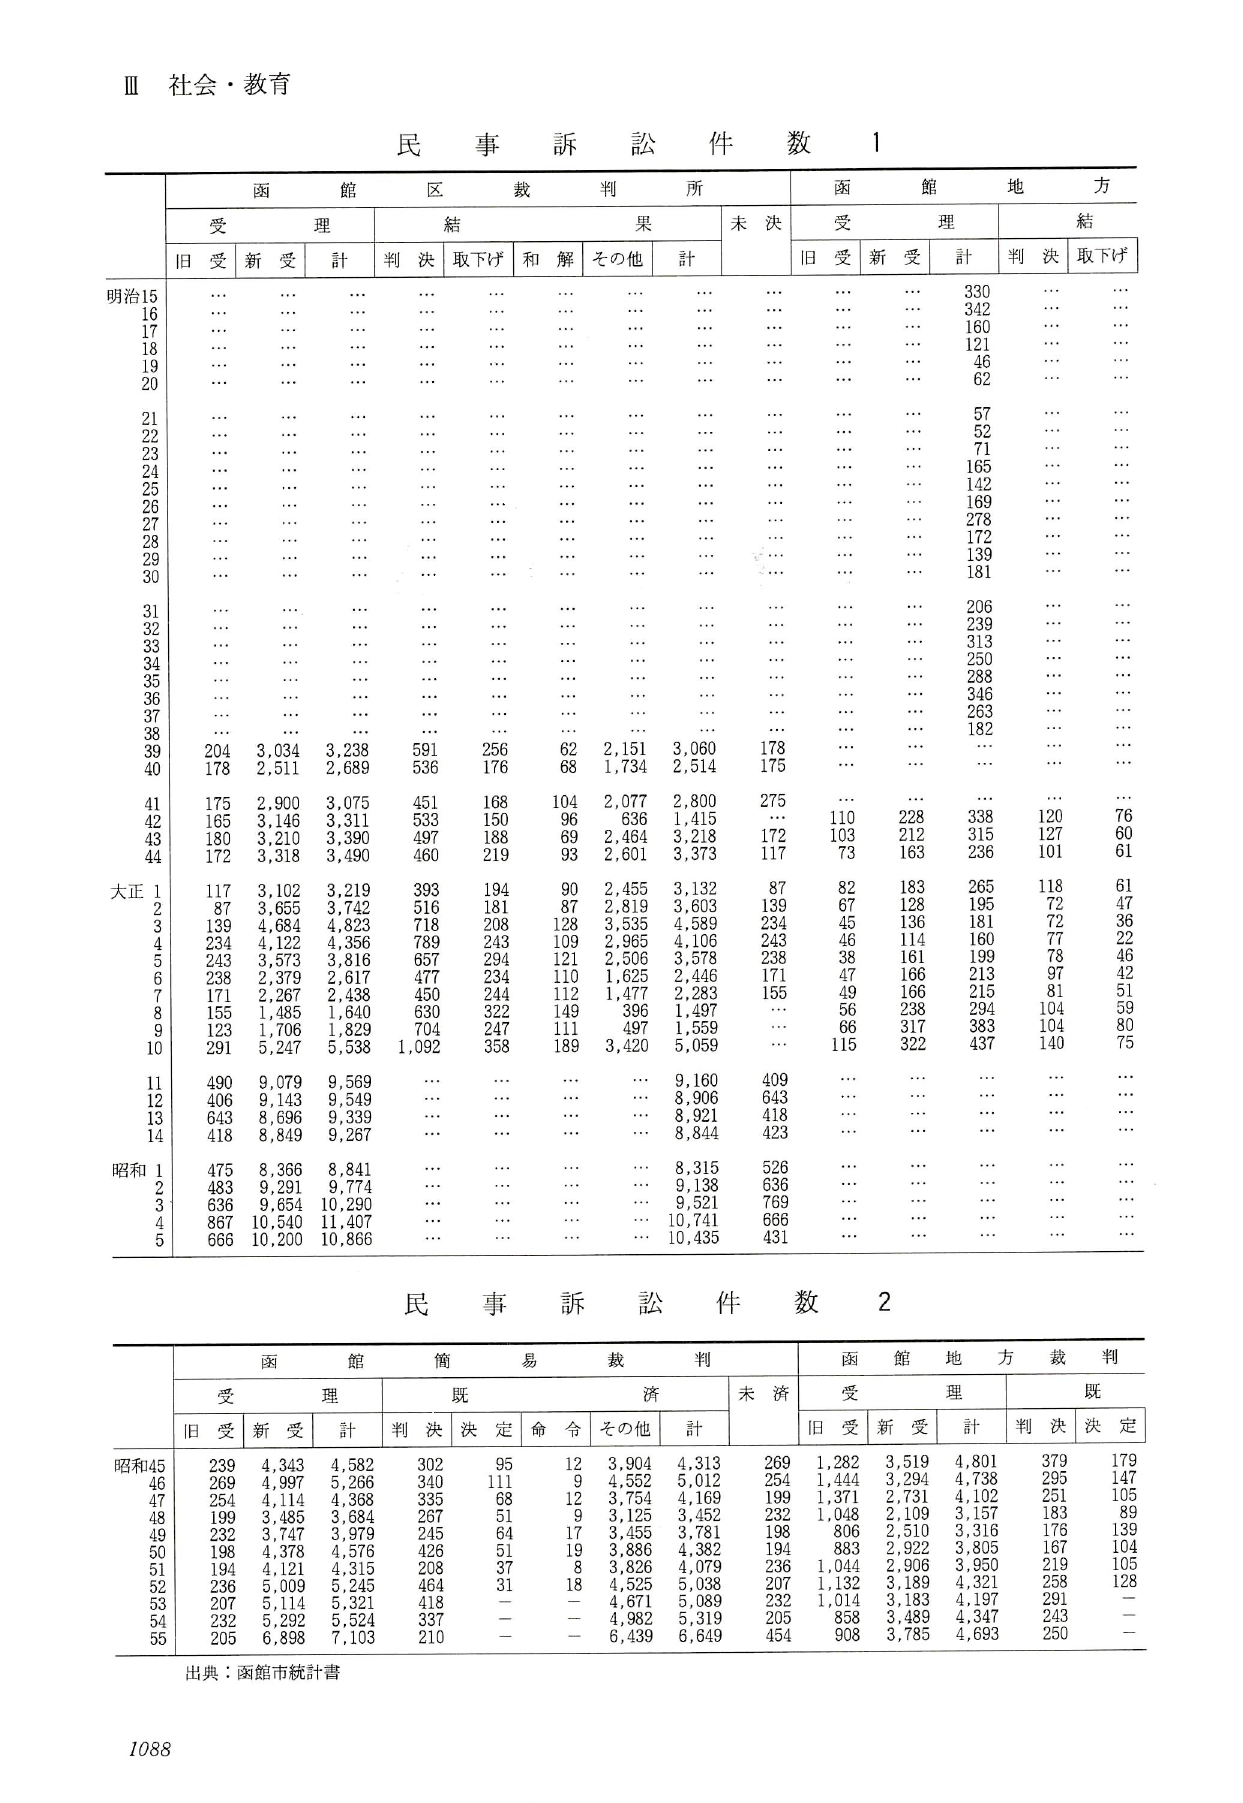 Ⅲ 社会・教育
民事訴訟件数 1
函館区裁判所 函館地方
受理 結果 未決 受理 結
旧受 新受 計 判決 取下げ 和解 その他 計 旧受 新受 計 判決 取下げ
明治15 … … … … … … … … … … … 330 … …
16 … … … … … … … … … … … 342 … …
17 … … … … … … … … … … … 160 … …
18 … … … … … … … … … … … 121 … …
19 … … … … … … … … … … … 46 … …
20 … … … … … … … … … … … 62 … …
21 … … … … … … … … … … … 57 … …
22 … … … … … … … … … … … 52 … …
23 … … … … … … … … … … … 71 … …
24 … … … … … … … … … … … 165 … …
25 … … … … … … … … … … … 142 … …
26 … … … … … … … … … … … 169 … …
27 … … … … … … … … … … … 278 … …
28 … … … … … … … … … … … 172 … …
29 … … … … … … … … … … … 139 … …
30 … … … … … … … … … … … 181 … …
31 … … … … … … … … … … … 206 … …
32 … … … … … … … … … … … 239 … …
33 … … … … … … … … … … … 313 … …
34 … … … … … … … … … … … 250 … …
35 … … … … … … … … … … … 288 … …
36 … … … … … … … … … … … 346 … …
37 … … … … … … … … … … … 263 … …
38 … … … … … … … … … … … 182 … …
39 204 3,034 3,238 591 256 62 2,151 3,060 178 … … … … …
40 178 2,511 2,689 536 176 68 1,734 2,514 175 … … … … …
41 175 2,900 3,075 451 168 104 2,077 2,800 275 … … … … …
42 165 3,146 3,311 533 150 96 636 1,415 … 110 228 338 120 76
43 180 3,210 3,390 497 188 69 2,464 3,218 172 103 212 315 127 60
44 172 3,318 3,490 460 219 93 2,601 3,373 117 73 163 236 101 61
大正 1 117 3,102 3,219 393 194 90 2,455 3,132 87 82 183 265 118 61
2 87 3,655 3,742 516 181 87 2,819 3,603 139 67 128 195 72 47
3 139 4,684 4,823 718 208 128 3,535 4,589 234 45 136 181 72 36
4 234 4,122 4,356 789 243 109 2,965 4,106 243 46 114 160 77 22
5 243 3,573 3,816 657 294 121 2,506 3,578 238 38 161 199 78 46
6 238 2,379 2,617 477 234 110 1,625 2,446 171 47 166 213 97 42
7 171 2,267 2,438 450 244 112 1,477 2,283 155 49 166 215 81 51
8 155 1,485 1,640 630 322 149 396 1,497 … 56 238 294 104 59
9 123 1,706 1,829 704 247 111 497 1,559 … 66 317 383 104 80
10 291 5,247 5,538 1,092 358 189 3,420 5,059 … 115 322 437 140 75
11 490 9,079 9,569 … … … … 9,160 409 … … … … …
12 406 9,143 9,549 … … … … 8,906 643 … … … … …
13 643 8,696 9,339 … … … … 8,921 418 … … … … …
14 418 8,849 9,267 … … … … 8,844 423 … … … … …
昭和 1 475 8,366 8,841 … … … … 8,315 526 … … … … …
2 483 9,291 9,774 … … … … 9,138 636 … … … … …
3 636 9,654 10,290 … … … … 9,521 769 … … … … …
4 867 10,540 11,407 … … … … 10,741 666 … … … … …
5 666 10,200 10,866 … … … … 10,435 431 … … … … …
民事訴訟件数 2
函館簡易裁判 函館地方裁判
受理 既済 未済 受理 既
旧受 新受 計 判決 決定 命令 その他 計 旧受 新受 計 判決 決定
昭和45 239 4,343 4,582 302 95 12 3,904 4,313 269 1,282 3,519 4,801 379 179
46 269 4,997 5,266 340 111 9 4,552 5,012 254 1,444 3,294 4,738 295 147
47 254 4,114 4,368 335 68 12 3,754 4,169 199 1,371 2,731 4,102 251 105
48 199 3,485 3,684 267 51 9 3,125 3,452 232 1,048 2,109 3,157 183 89
49 232 3,747 3,979 245 64 17 3,455 3,781 198 806 2,510 3,316 176 139
50 198 4,378 4,576 426 51 19 3,886 4,382 194 883 2,922 3,805 167 104
51 194 4,121 4,315 208 37 8 3,826 4,079 236 1,044 2,906 3,950 219 105
52 236 5,009 5,245 464 31 18 4,525 5,038 207 1,132 3,189 4,321 258 128
53 207 5,114 5,321 418 — — 4,671 5,089 232 1,014 3,183 4,197 291 —
54 232 5,292 5,524 337 — — 4,982 5,319 205 858 3,489 4,347 243 —
55 205 6,898 7,103 210 — — 6,439 6,649 454 908 3,785 4,693 250 —
出典：函館市統計書
1088